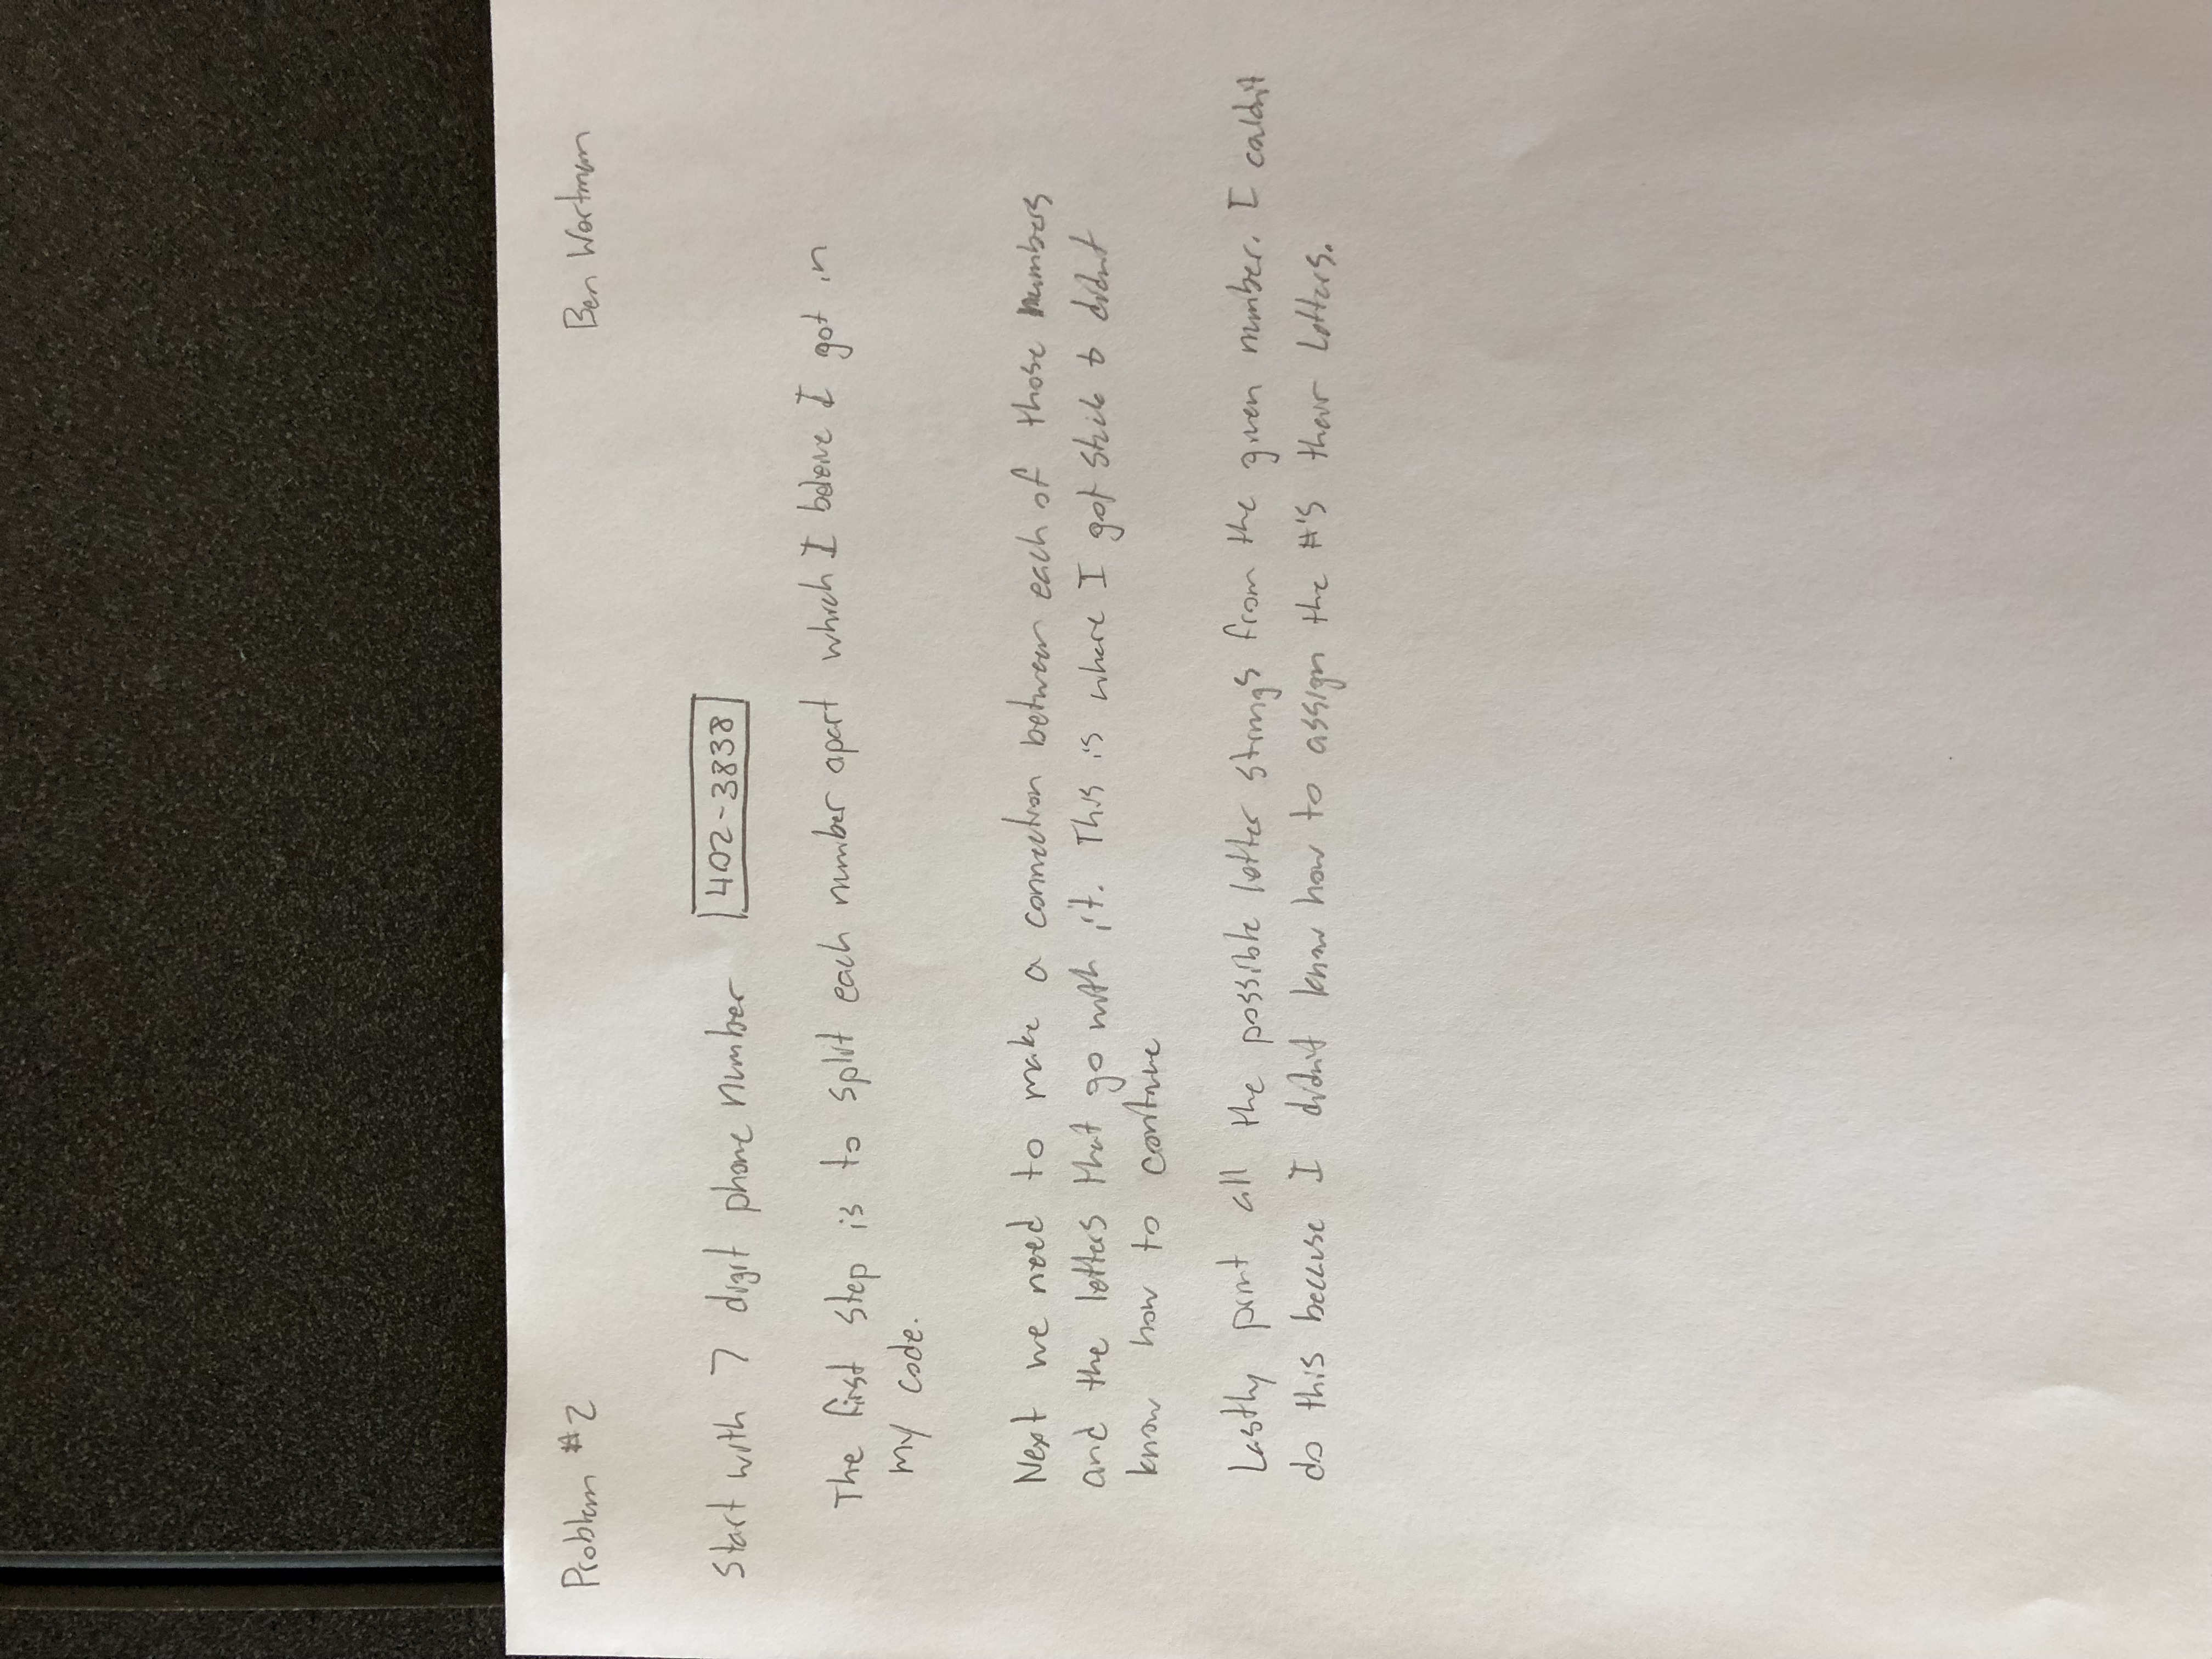 Problem #2
Ben Wortman
Start with 7 digit phone number 402-3838
The first step is to split each number apart which I beleive I got in
my code.
Next we need to make a connection between each of those numbers
and the letters that go with it. This is where I got stuck & didnt
know how to continue
Lastly print all the possible letter strings from the given number. I couldn't
do this because I didn't know how to assign the #'s their letters.